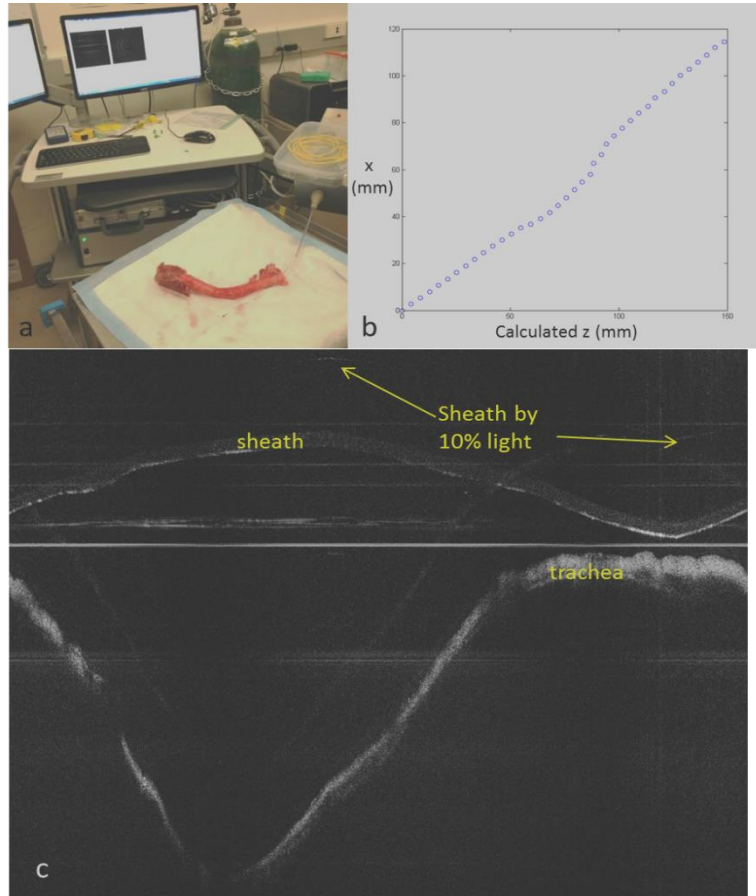 a
120
100
80
60
40
20
0
x
(mm)
0
50
100
150
Calculated z (mm)
b
Sheath by
10% light
sheath
trachea
c